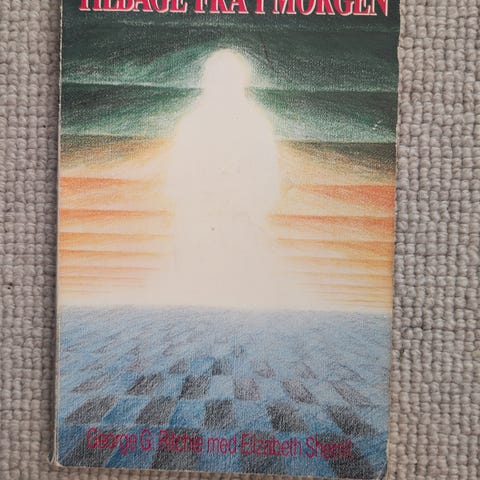 TILBAGE FRA I MORGEN
George G. Ritchie med Elizabeth Sherrill